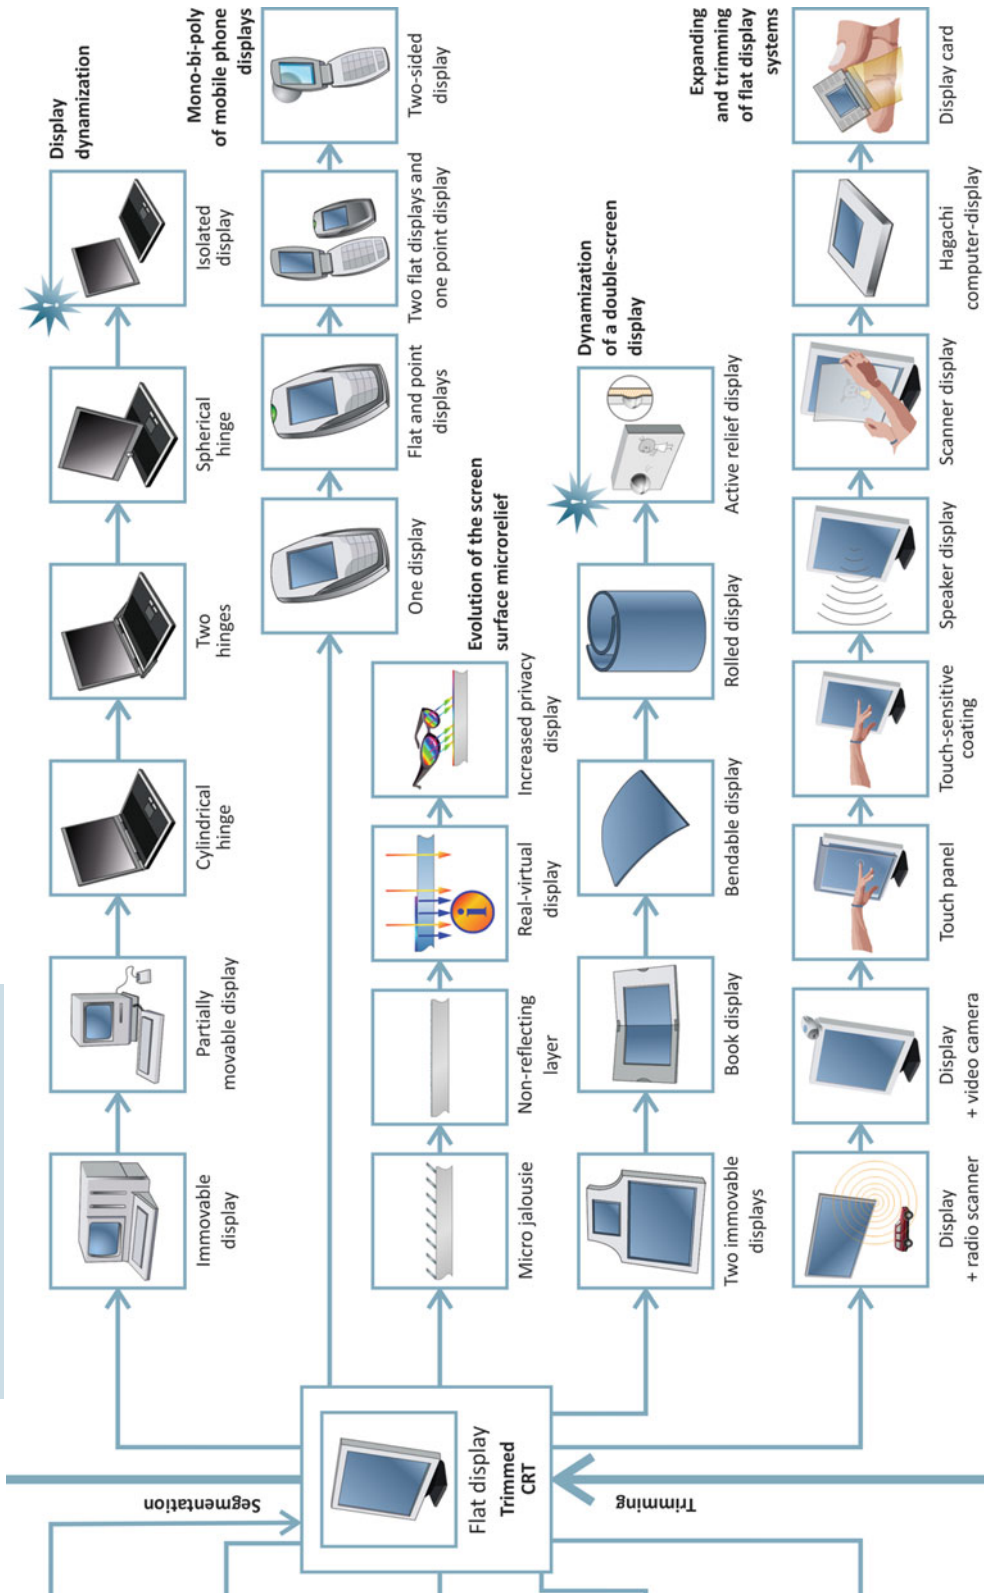 Display
dynamization
Immovable
display
Partially
movable display
Cylindrical
hinge
Two
hinges
Spherical
hinge
Isolated
display
Mono-bi-poly
of mobile phone
displays
One display
Flat and point
displays
Two flat displays and
one point display
Two-sided
display
Evolution of the screen
surface microrelief
Micro jalousie
Non-reflecting
layer
Real-virtual
display
Increased privacy
display
Dynamization
of a double-screen
display
Two immovable
displays
Book display
Bendable display
Rolled display
Active relief display
Expanding
and trimming
of flat display
systems
Display
+ radio scanner
Display
+ video camera
Touch panel
Touch-sensitive
coating
Speaker display
Scanner display
Hagachi
computer-display
Display card
Segmentation
Flat display
Trimmed
CRT
Trimming
i